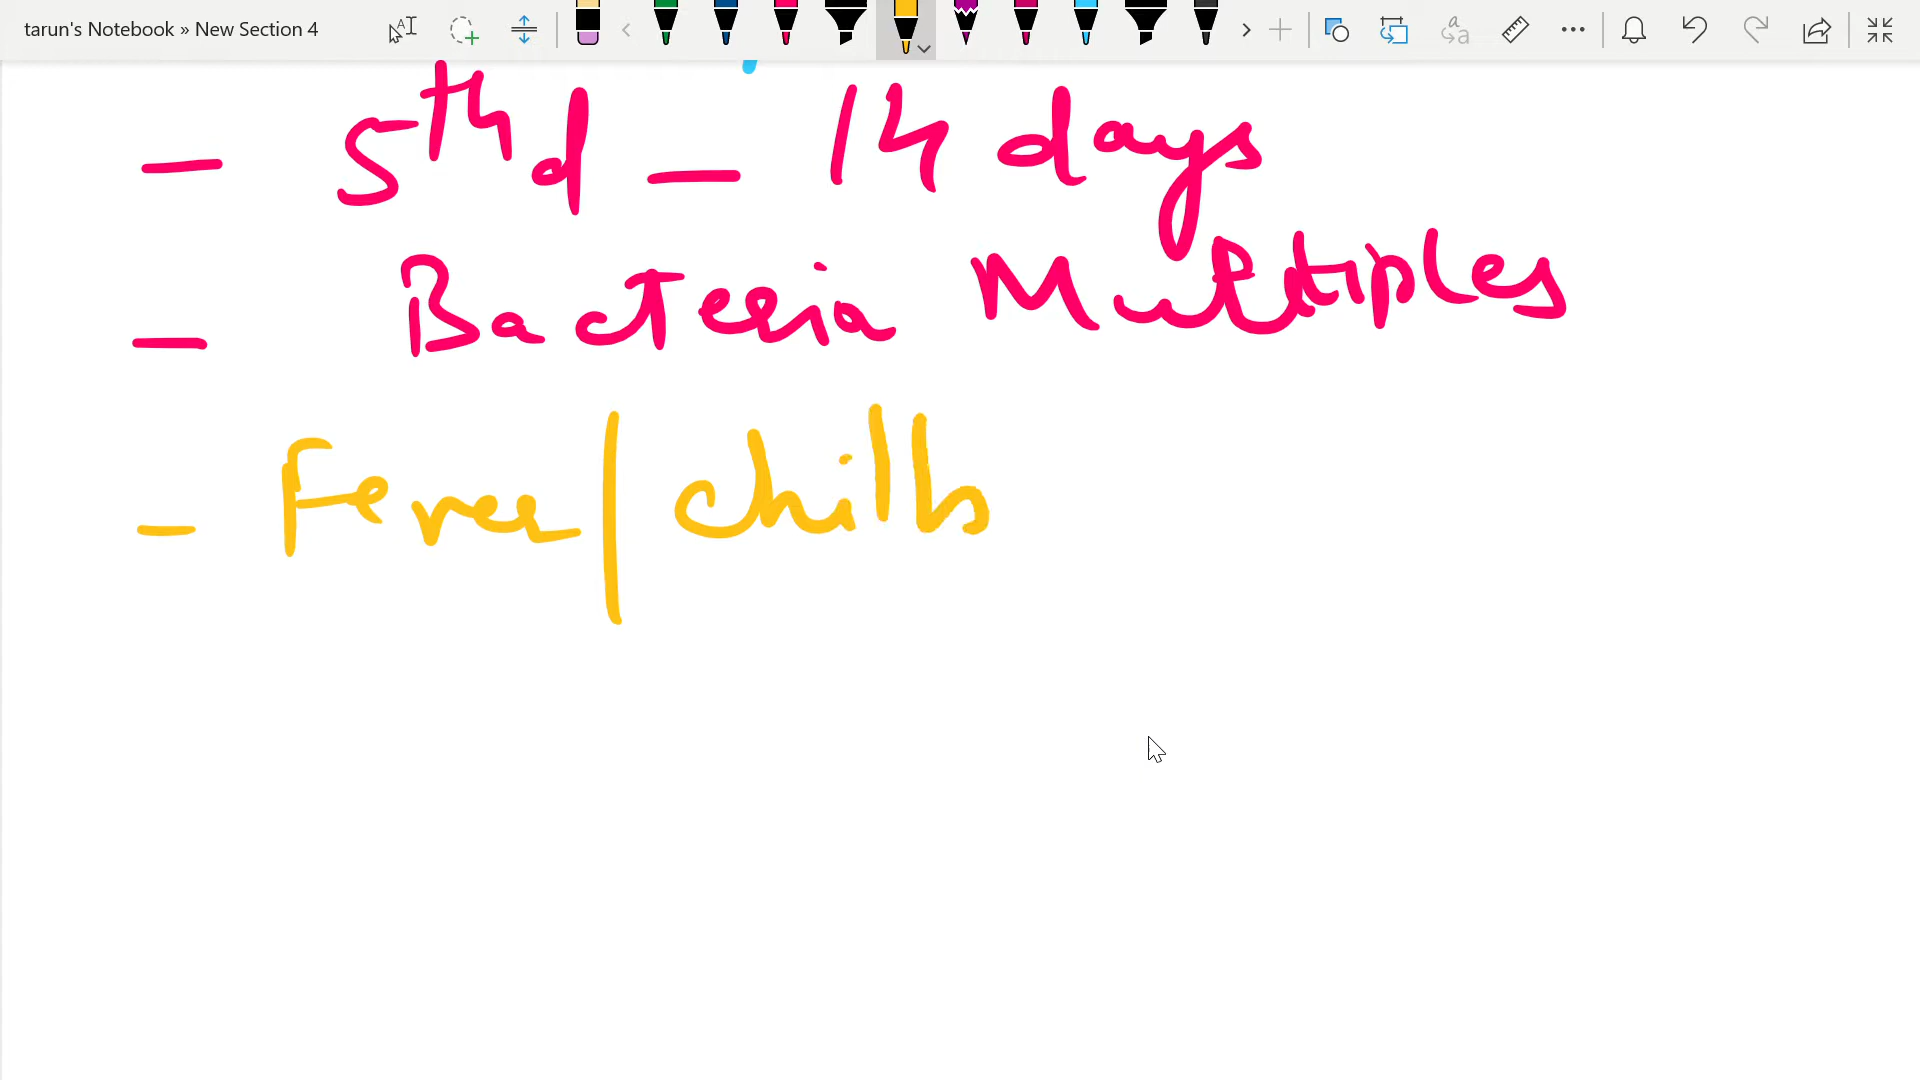 tarun's Notebook » New Section 4
- 5th d - 14 days
- Bacteria Multiples
- Fever/chills